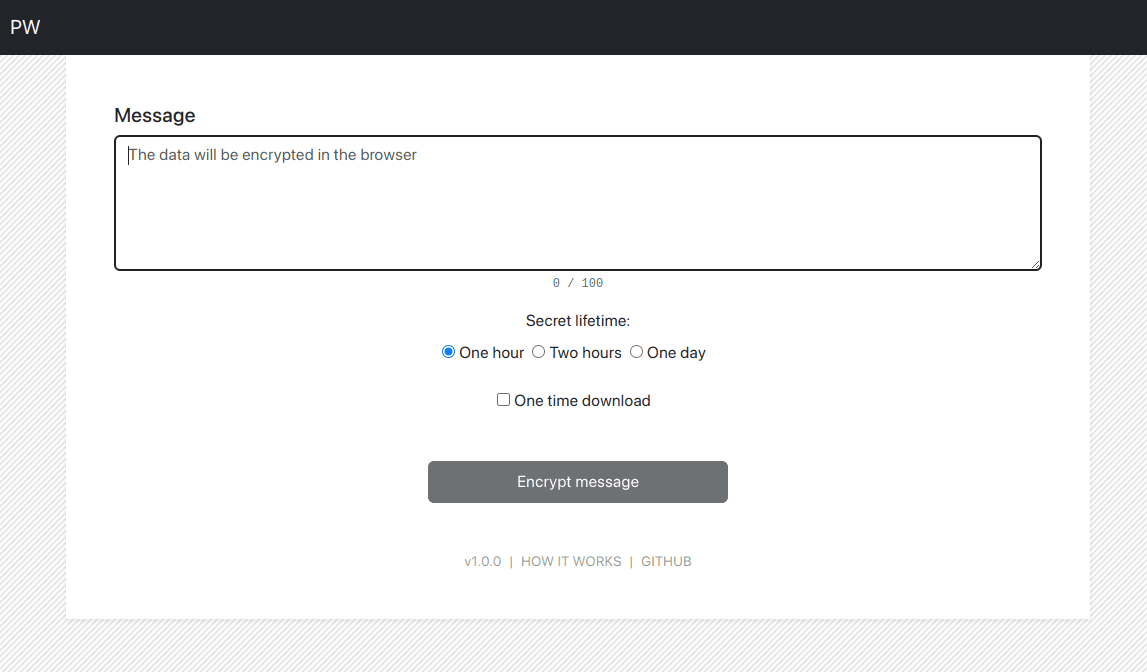 PW
Message
The data will be encrypted in the browser
0 / 100
Secret lifetime:
One hour Two hours One day
One time download
Encrypt message
v1.0.0 | HOW IT WORKS | GITHUB